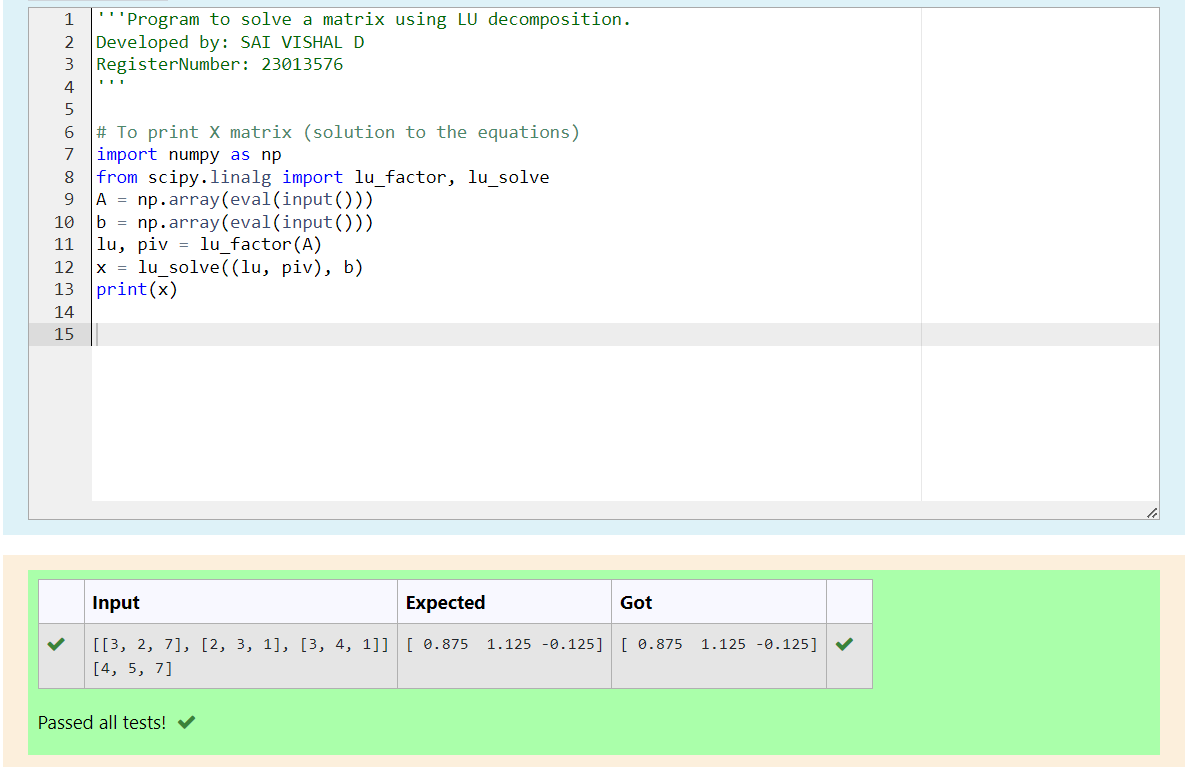 1 '''Program to solve a matrix using LU decomposition.
2 Developed by: SAI VISHAL D
3 RegisterNumber: 23013576
4 '''
5
6 # To print X matrix (solution to the equations)
7 import numpy as np
8 from scipy.linalg import lu_factor, lu_solve
9 A = np.array(eval(input()))
10 b = np.array(eval(input()))
11 lu, piv = lu_factor(A)
12 x = lu_solve((lu, piv), b)
13 print(x)
14
15
Input Expected Got
[[3, 2, 7], [2, 3, 1], [3, 4, 1]] [ 0.875  1.125 -0.125] [ 0.875  1.125 -0.125]
[4, 5, 7]
Passed all tests!